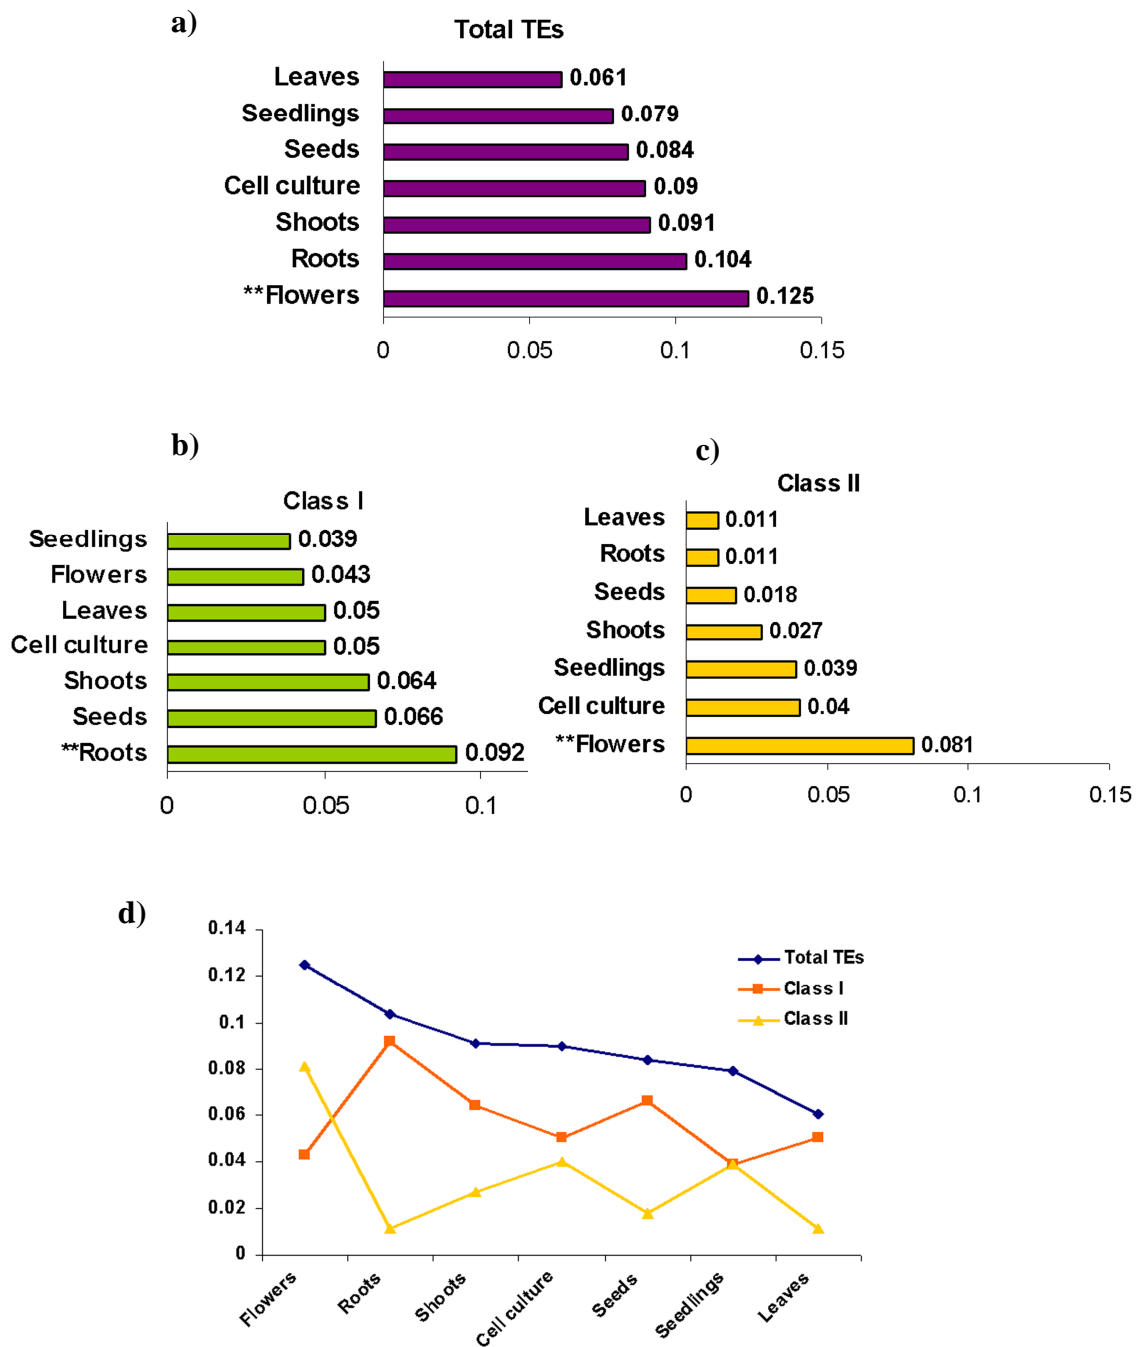 a)
Total TEs
Leaves 0.061
Seedlings 0.079
Seeds 0.084
Cell culture 0.09
Shoots 0.091
Roots 0.104
**Flowers 0.125
0 0.05 0.1 0.15
b)
Class I
Seedlings 0.039
Flowers 0.043
Leaves 0.05
Cell culture 0.05
Shoots 0.064
Seeds 0.066
**Roots 0.092
0 0.05 0.1
c)
Class II
Leaves 0.011
Roots 0.011
Seeds 0.018
Shoots 0.027
Seedlings 0.039
Cell culture 0.04
**Flowers 0.081
0 0.05 0.1 0.15
d)
0.14
0.12
0.1
0.08
0.06
0.04
0.02
0
Total TEs
Class I
Class II
Flowers Roots Shoots Cell culture Seeds Seedlings Leaves